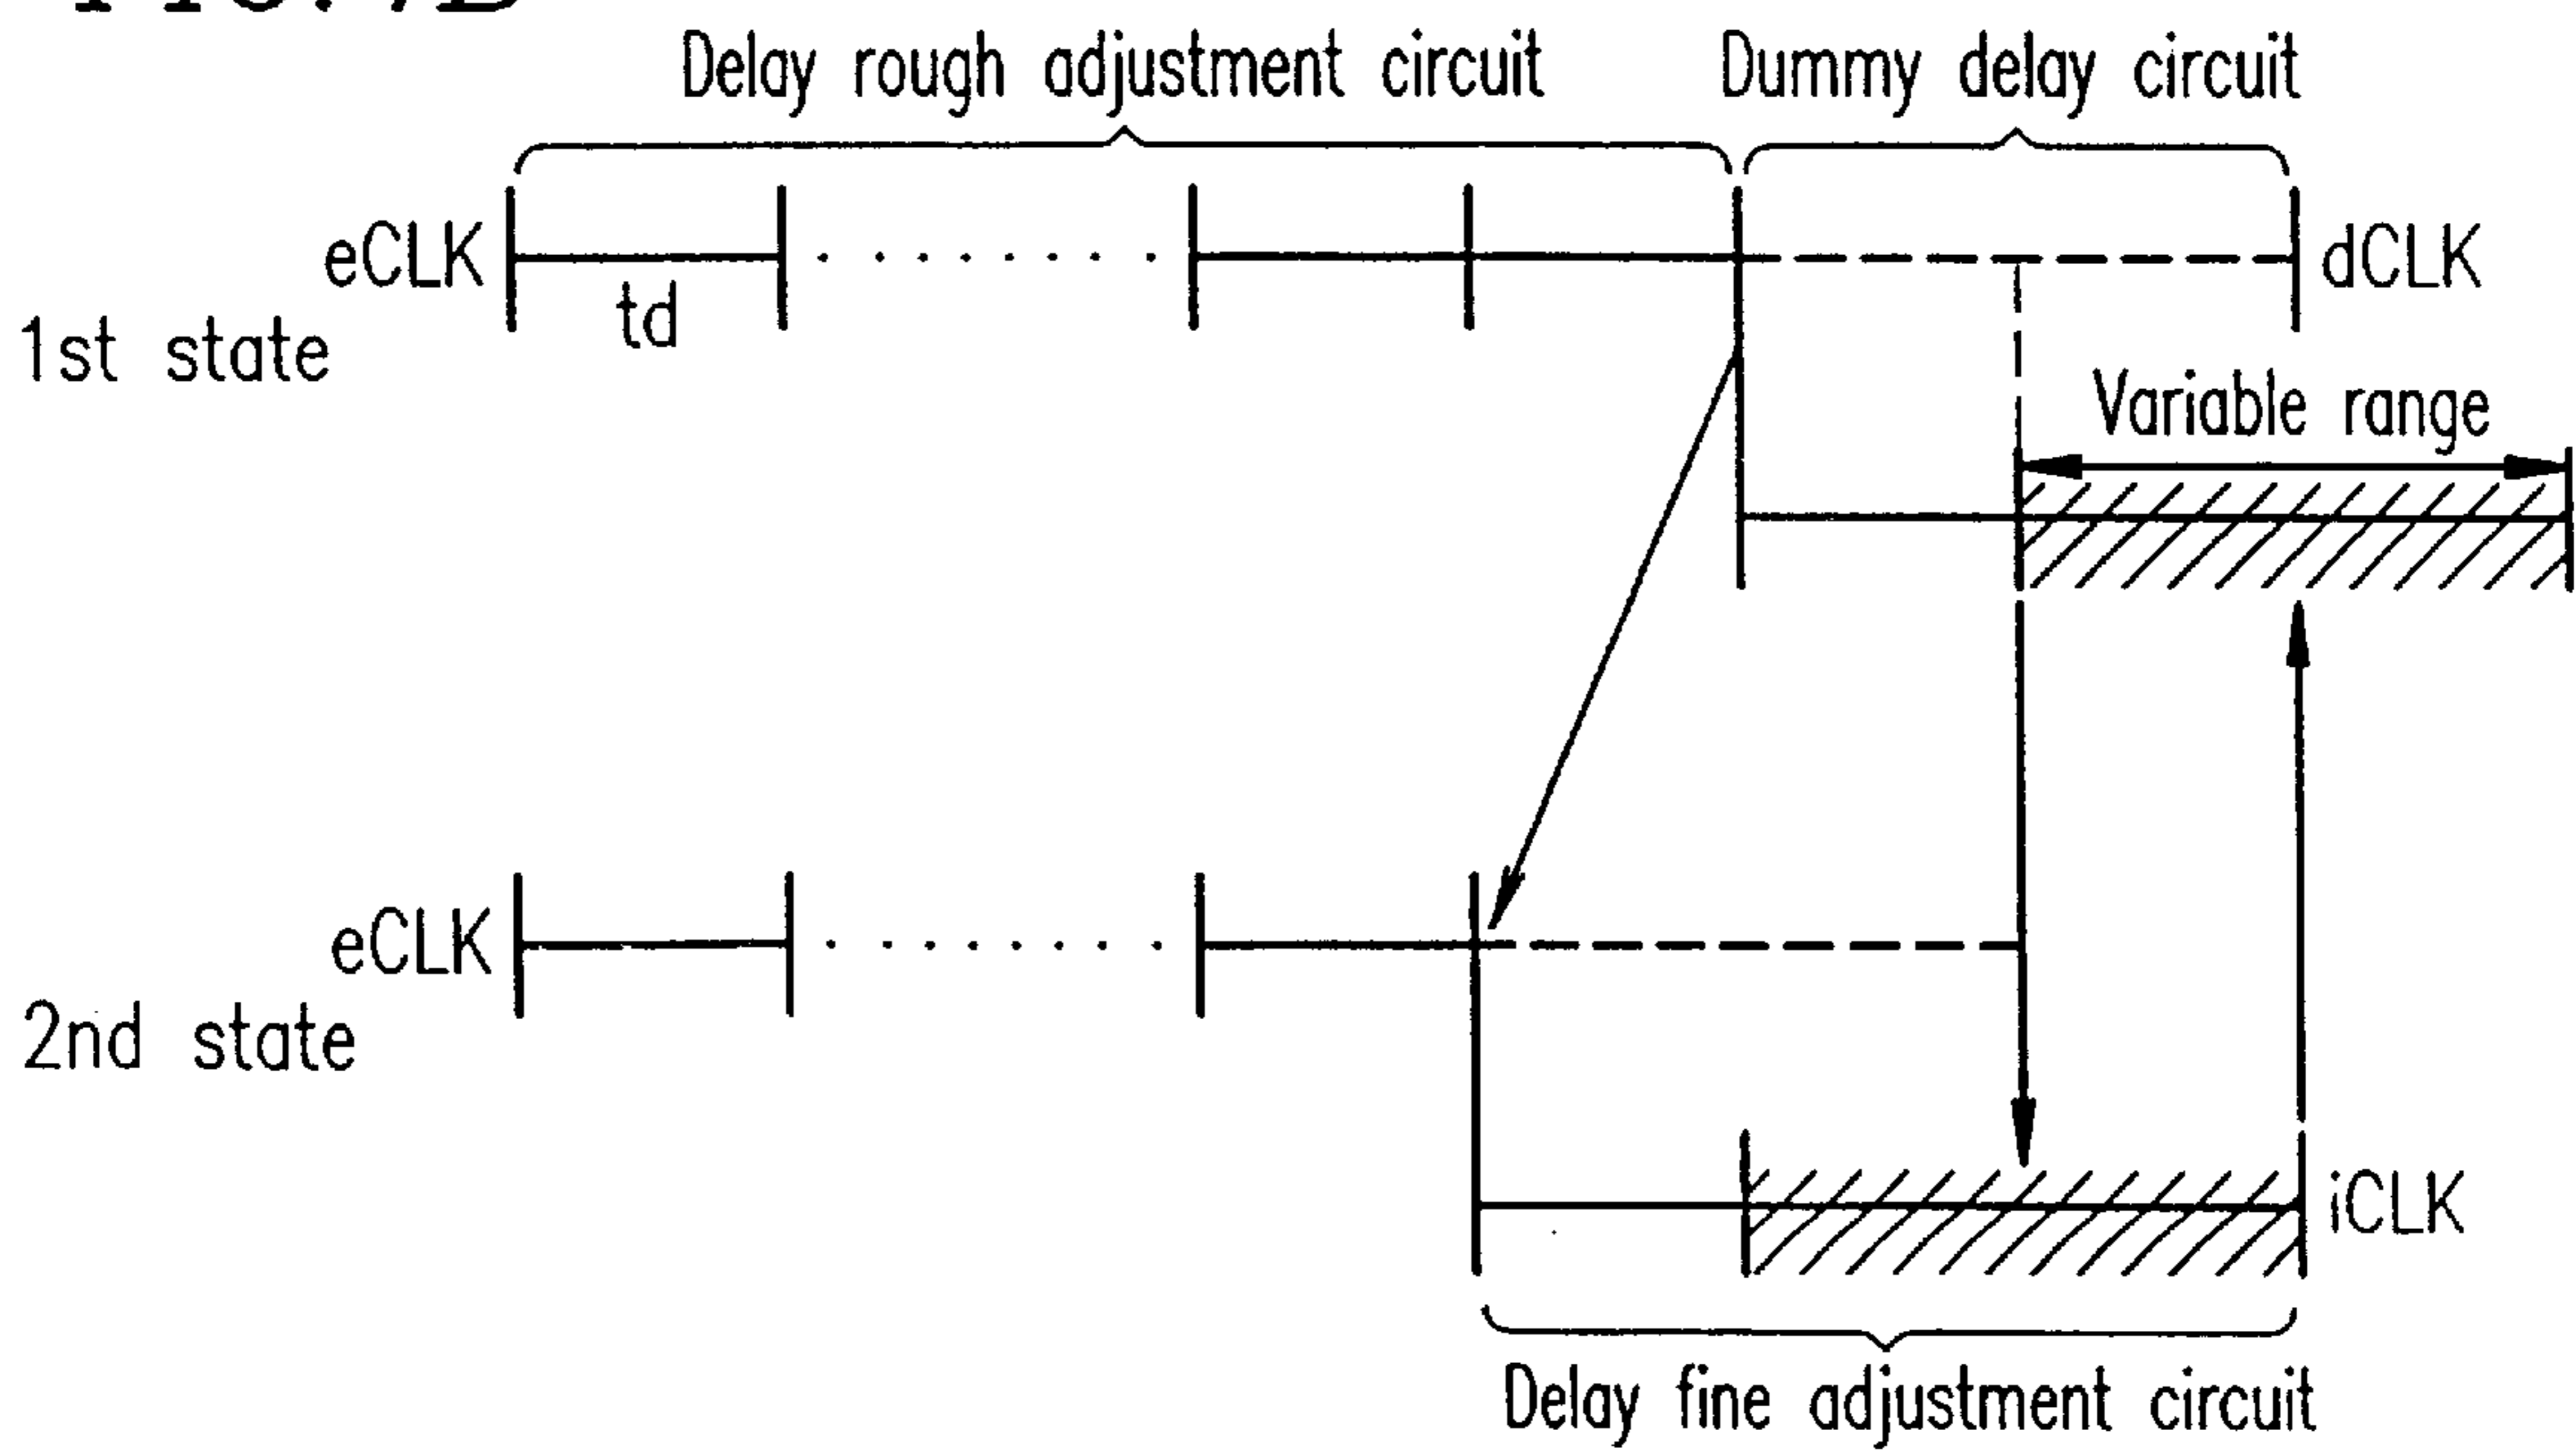 Delay rough adjustment circuit
Dummy delay circuit
eCLK
td
dCLK
1st state
Variable range
eCLK
2nd state
iCLK
Delay fine adjustment circuit